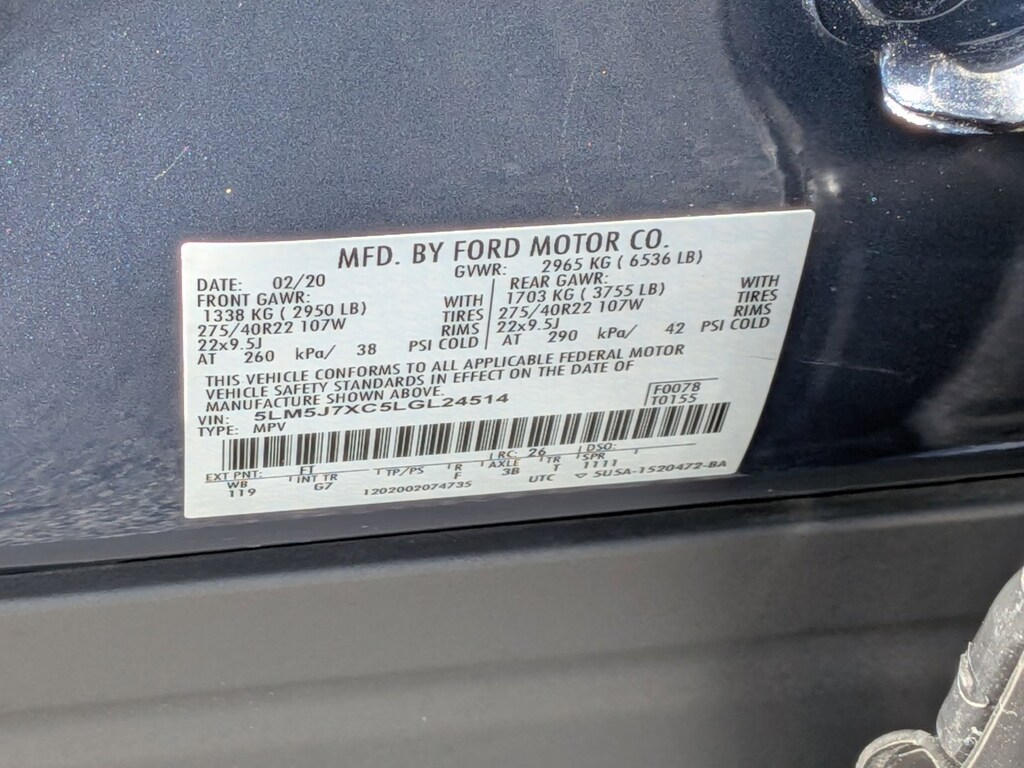 MFD. BY FORD MOTOR CO.
DATE: 02/20 GVWR: 2965 KG ( 6536 LB)
FRONT GAWR: WITH
1338 KG ( 2950 LB) TIRES
275/40R22 107W RIMS
22x9.5J PSI COLD
AT 260 kPa/ 38
REAR GAWR: WITH
1703 KG ( 3755 LB) TIRES
275/40R22 107W RIMS
22x9.5J PSI COLD
AT 290 kPa/ 42
THIS VEHICLE CONFORMS TO ALL APPLICABLE FEDERAL MOTOR
VEHICLE SAFETY STANDARDS IN EFFECT ON THE DATE OF
MANUFACTURE SHOWN ABOVE.
VIN: 5LM5J7XC5LGL24514
TYPE: MPV
F0078
T0155
EXT PNT: FT RC: 26 DSO:
WB INT TR TP/PS R AXLE TR SPR
119 G7 F 3B T 1111
1202002074735 UTC ▽ 5U5A-1520472-BA